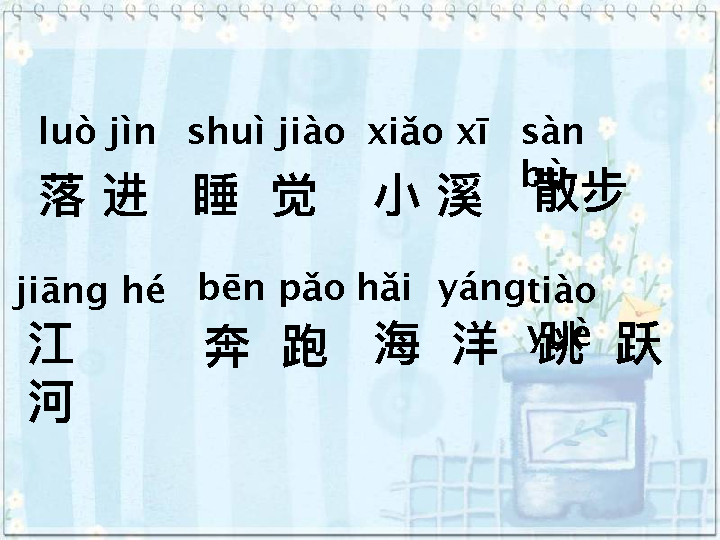 luò jìn shuì jiào xiǎo xī sàn bù
落进 睡觉 小溪 散步
jiāng hé bēn pǎo hǎi yáng tiào yuè
江河 奔跑 海洋 跳跃